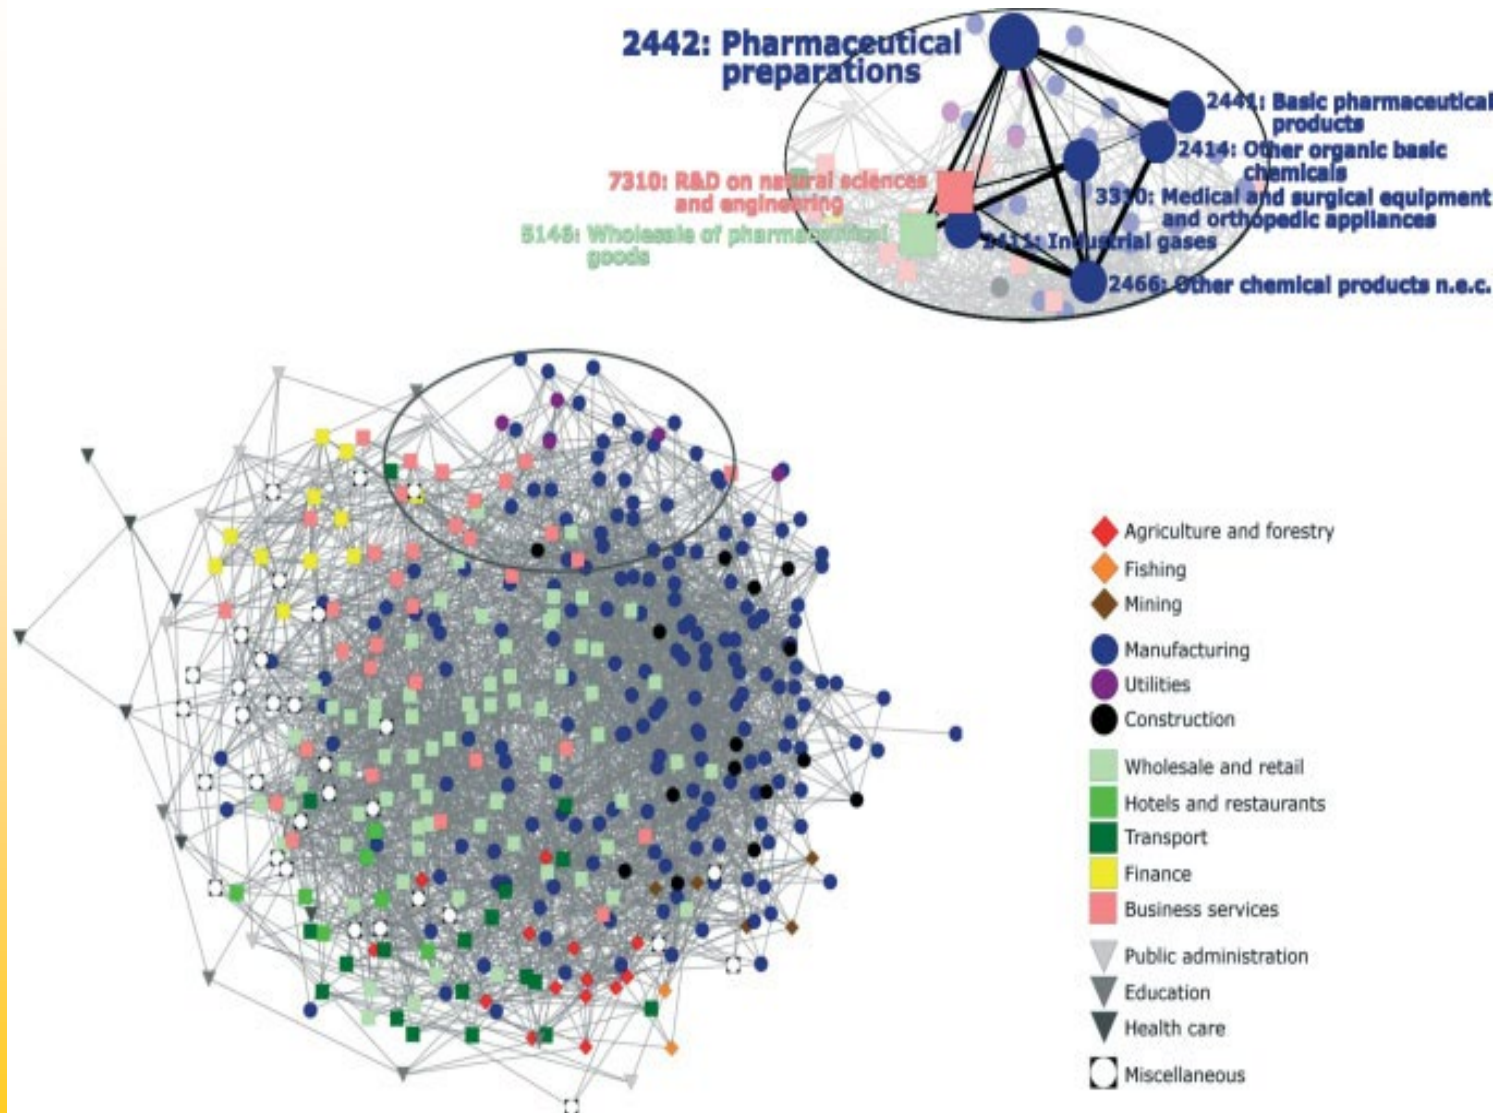 2442: Pharmaceutical
preparations
2441: Basic pharmaceutical
products
2414: Other organic basic
chemicals
7310: R&D on natural sciences
and engineering
3310: Medical and surgical equipment
and orthopedic appliances
5146: Wholesale of pharmaceutical
goods
2411: Industrial gases
2466: Other chemical products n.e.c.
Agriculture and forestry
Fishing
Mining
Manufacturing
Utilities
Construction
Wholesale and retail
Hotels and restaurants
Transport
Finance
Business services
Public administration
Education
Health care
Miscellaneous